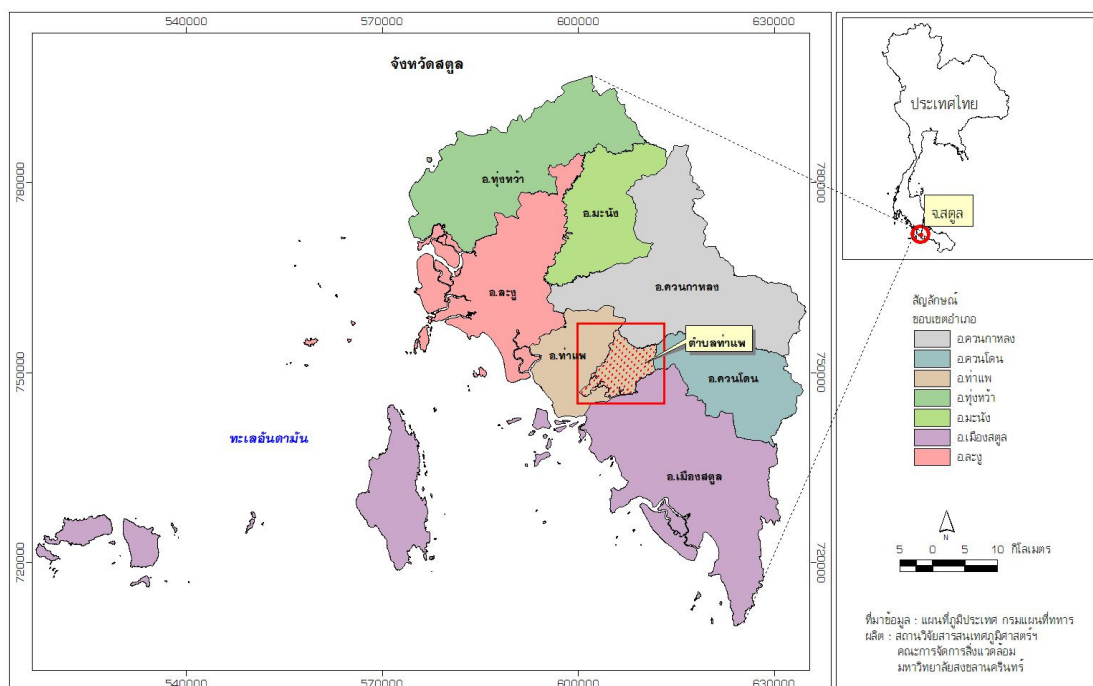 540000 570000 600000 630000
จังหวัดสตูล
ประเทศไทย
780000 780000
อ.ทุ่งหว้า
อ.มะนัง
จ.สตูล
อ.ละงู
อ.ควนกาหลง
สัญลักษณ์
ขอบเขตอำเภอ
อ.ควนกาหลง
อ.ควนโดน
อ.ท่าแพ
อ.ทุ่งหว้า
อ.มะนัง
อ.เมืองสตูล
อ.ละงู
ตำบลท่าแพ
อ.ท่าแพ
750000 750000
อ.ควนโดน
ทะเลอันดามัน
อ.เมืองสตูล
N
5 0 5 10 กิโลเมตร
720000 720000
ที่มาข้อมูล : แผนที่ภูมิประเทศ กรมแผนที่ทหาร
ผลิต : สถานวิจัยสารสนเทศภูมิศาสตร์ฯ
คณะการจัดการสิ่งแวดล้อม
มหาวิทยาลัยสงขลานครินทร์
540000 570000 600000 630000